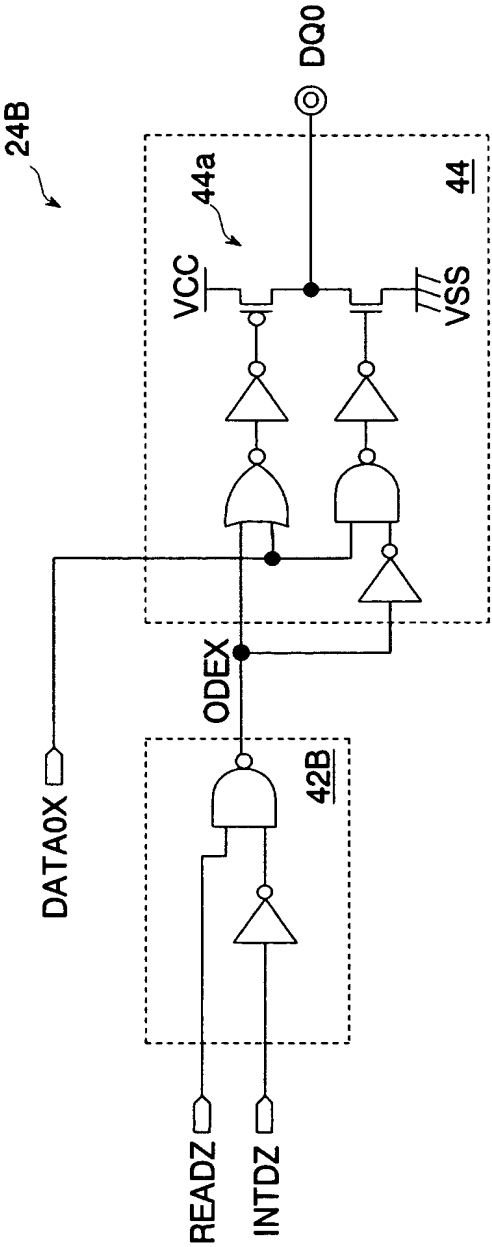 24B
DATA0X
READZ
INTDZ
42B
ODEX
44a
VCC
VSS
44
DQ0